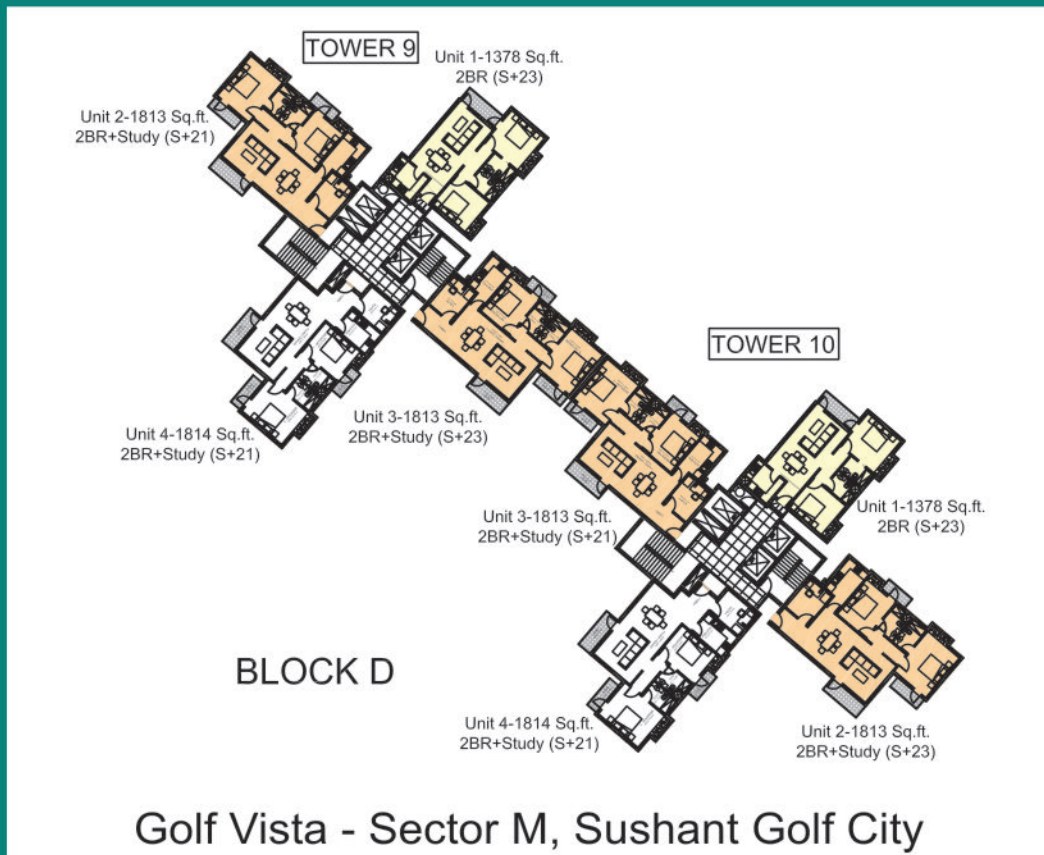 TOWER 9
Unit 1-1378 Sq.ft.
2BR (S+23)
Unit 2-1813 Sq.ft.
2BR+Study (S+21)
Unit 4-1814 Sq.ft.
2BR+Study (S+21)
Unit 3-1813 Sq.ft.
2BR+Study (S+23)
TOWER 10
Unit 3-1813 Sq.ft.
2BR+Study (S+21)
Unit 1-1378 Sq.ft.
2BR (S+23)
BLOCK D
Unit 4-1814 Sq.ft.
2BR+Study (S+21)
Unit 2-1813 Sq.ft.
2BR+Study (S+23)
Golf Vista - Sector M, Sushant Golf City